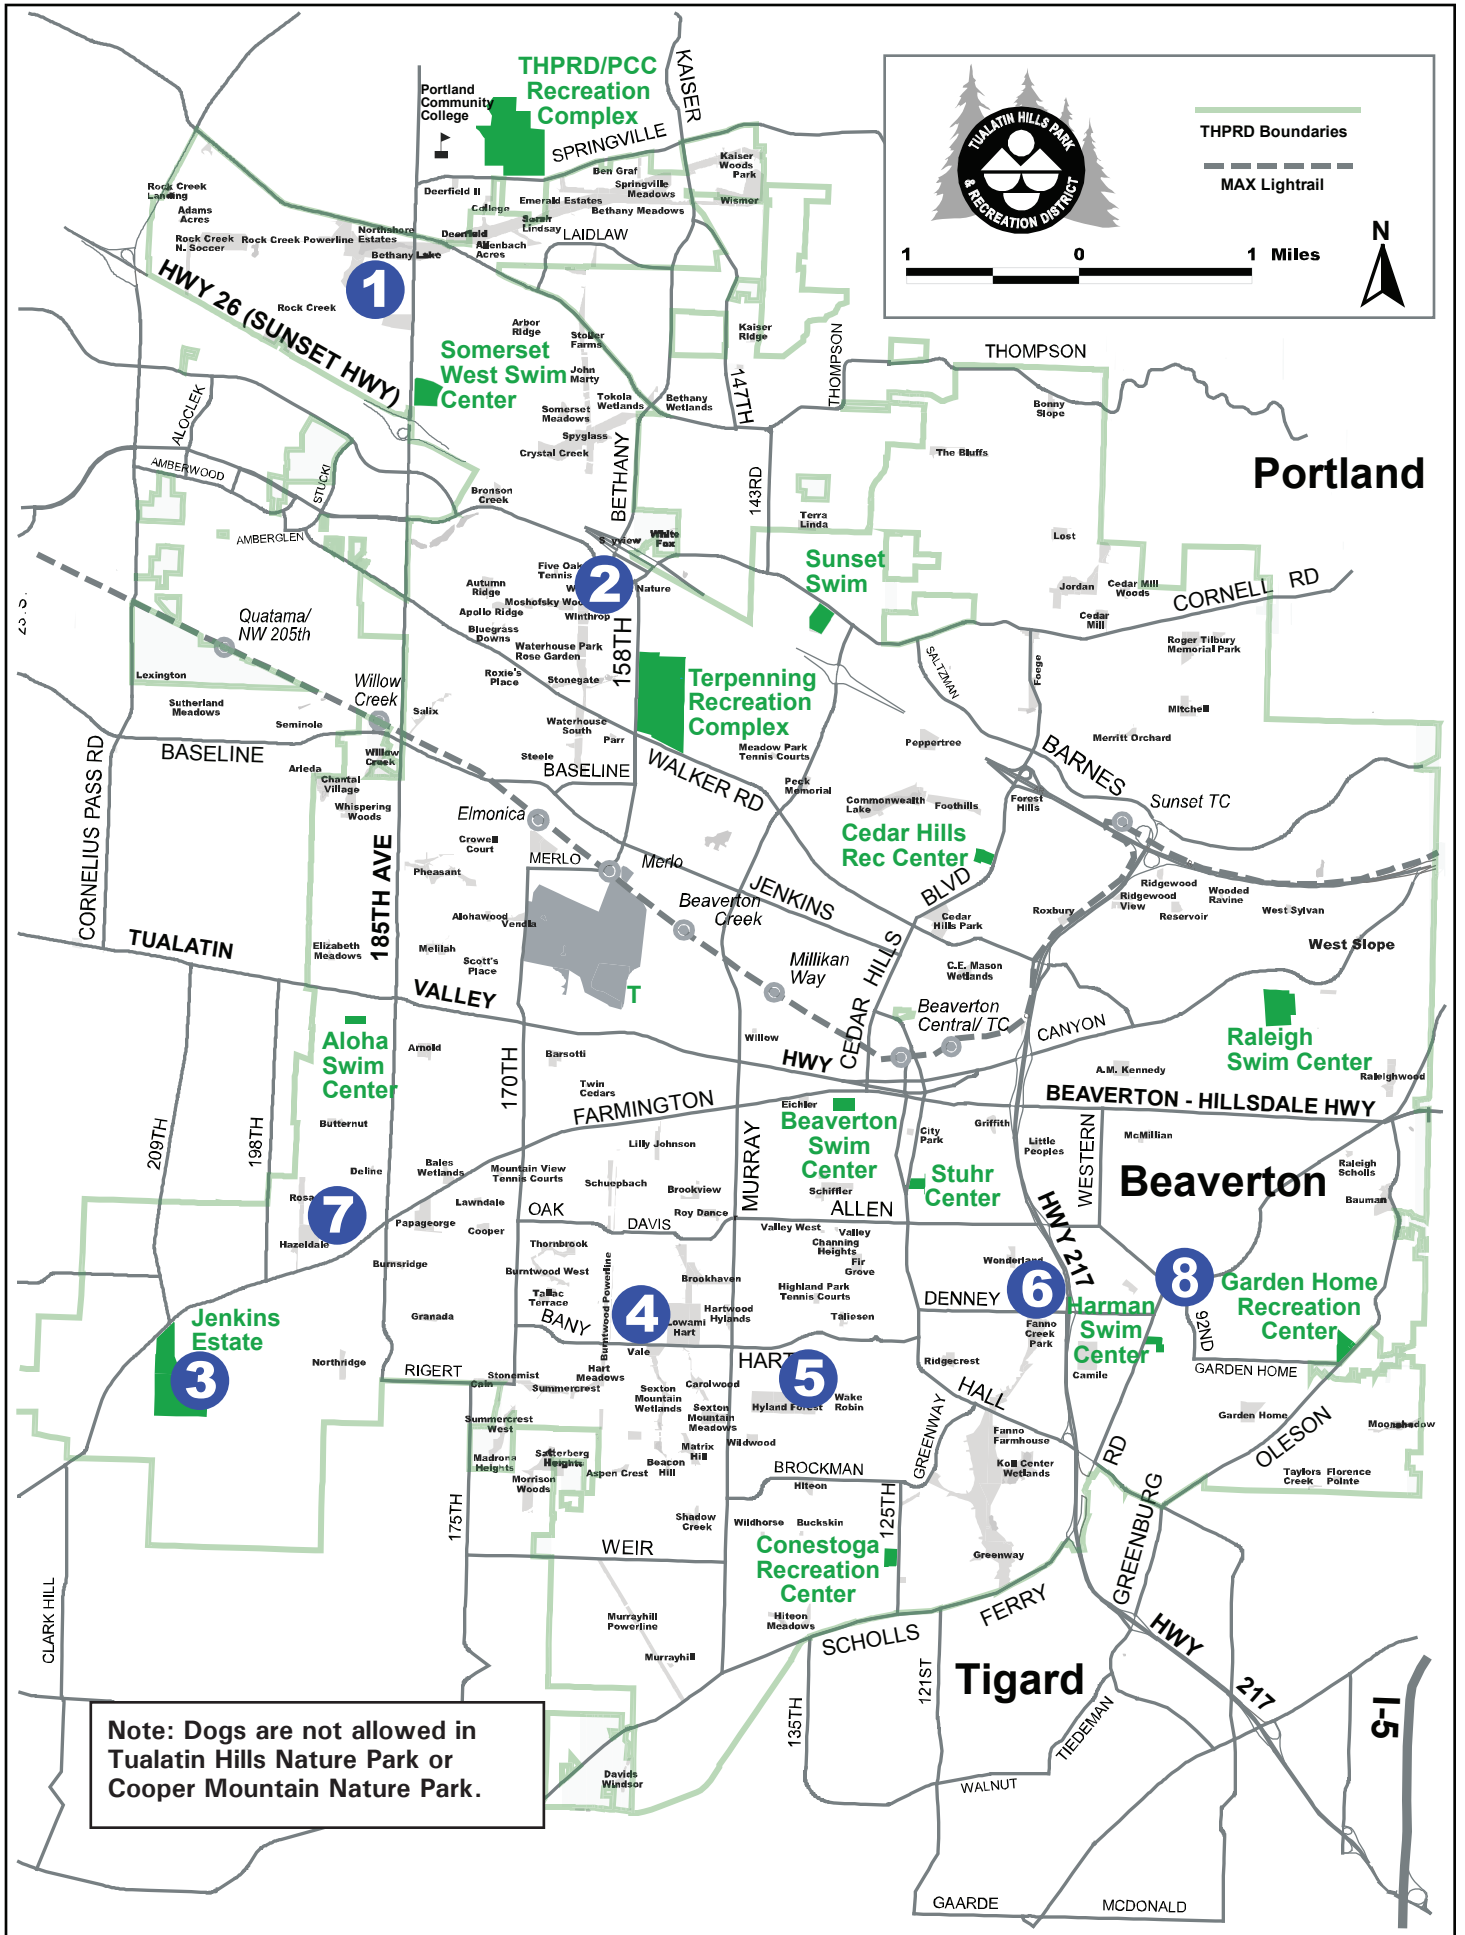 THPRD/PCC
Recreation
Complex
Portland
Community
College
KAISER
SPRINGVILLE
TUALATIN HILLS PARK
& RECREATION DISTRICT
THPRD Boundaries
MAX Lightrail
1
0
1 Miles
N
Kaiser
Woods
Park
Wismer
Ben Graf
Springville
Meadows
Deerfield II
College
Emerald Estates
Bethany Meadows
Sarah
Lindsay
LAIDLAW
Rock Creek
Landing
Adams
Acres
Rock Creek
N. Soccer
Rock Creek Powerline
Northshore
Estates
Bethany Lake
Deerfield
Allenbach
Acres
1
Rock Creek
HWY 26 (SUNSET HWY)
Arbor
Ridge
Stoller
Farms
Kaiser
Ridge
THOMPSON
THOMPSON
Somerset
West Swim
Center
John
Marty
Tokola
Wetlands
Bethany
Wetlands
147TH
Somerset
Meadows
Spyglass
Crystal Creek
Bonny
Slope
The Bluffs
Portland
ALOCLEK
AMBERWOOD
STUCKI
AMBERGLEN
BETHANY
143RD
Bronson
Creek
Terra
Linda
White
Fox
Lost
Sunset
Swim
Five Oak
Tennis
2
Nature
Autumn
Ridge
Moshofsky Woo
Apollo Ridge
Winthrop
Bluegrass
Downs
Waterhouse Park
Rose Garden
Roxie's
Place
Stonegate
158TH
Jordan
Cedar Mill
Woods
Cedar
Mill
CORNELL RD
Roger Tilbury
Memorial Park
SALTZMAN
Foege
Mitchell
Merritt Orchard
Quatama/
NW 205th
Willow
Creek
Lexington
Sutherland
Meadows
Seminole
Salix
BASELINE
Willow
Creek
Arleda
Chantal
Village
Whispering
Woods
Waterhouse
South
Parr
Steele
BASELINE
Terpenning
Recreation
Complex
WALKER RD
Meadow Park
Tennis Courts
Peck
Memorial
Peppertree
BARNES
Commonwealth
Lake
Foothills
Forest
Hills
Sunset TC
CORNELIUS PASS RD
185TH AVE
Elmonica
Crowell
Court
Pheasant
MERLO
Merlo
Cedar Hills
Rec Center
BLVD
JENKINS
Beaverton
Creek
Ridgewood
Ridgewood
View
Wooded
Ravine
Reservoir
West Sylvan
Roxbury
West Slope
Alohawood
Vendla
Melilah
Scott's
Place
Elizabeth
Meadows
TUALATIN
VALLEY
HWY
T
Cedar
Hills Park
CEDAR HILLS
C.E. Mason
Wetlands
Millikan
Way
Beaverton
Central/ TC
CANYON
Raleigh
Swim Center
Aloha
Swim
Center
Arnold
170TH
Barsotti
Willow
Twin
Cedars
FARMINGTON
A.M. Kennedy
Raleighwood
BEAVERTON - HILLSDALE HWY
Eichler
Beaverton
Swim
Center
City
Park
Griffith
Little
Peoples
WESTERN
McMillian
Beaverton
Raleigh
Scholls
Bauman
209TH
198TH
Butternut
Deline
Bales
Wetlands
Mountain View
Tennis Courts
Lilly Johnson
Schuepbach
Brookview
Roy Dance
MURRAY
Schiffler
Stuhr
Center
ALLEN
HWY 217
Rosa
7
Hazeldale
Papageorge
Lawndale
Cooper
OAK
DAVIS
Valley West
Valley
Channing
Heights
Fir
Grove
Burnsridge
Thornbrook
Burntwood West
Burntwood Powerline
Brookhaven
Highland Park
Tennis Courts
Wonderland
6
8
Garden Home
Recreation
Center
Jenkins
Estate
3
Granada
Tallac
Terrace
BANY
4
Lowami
Hart
Hartwood
Hylands
Taliesen
DENNEY
Harman
Swim
Center
Fanno
Creek
Park
92ND
GARDEN HOME
Northridge
RIGERT
Vale
Hart
Meadows
HART
5
Ridgecrest
HALL
Camile
Cain
Stonemist
Summercrest
Sexton
Mountain
Wetlands
Carolwood
Hyland Forest
Wake
Robin
GREENWAY
Garden Home
OLESON
Moonshadow
Summercrest
West
Sexton
Mountain
Meadows
Wildwood
Fanno
Farmhouse
RD
Madrona
Heights
Satterberg
Heights
Morrison
Woods
Aspen Crest
Matrix
Hill
Beacon
Hill
BROCKMAN
Hiteon
Koll Center
Wetlands
Taylors
Creek
Florence
Pointe
175TH
Shadow
Creek
Wildhorse
Buckskin
125TH
GREENBURG
WEIR
Conestoga
Recreation
Center
Greenway
Murrayhill
Powerline
Hiteon
Meadows
SCHOLLS
FERRY
CLARK HILL
Murrayhill
135TH
121ST
Tigard
TIEDEMAN
HWY
217
I-5
Note: Dogs are not allowed in
Tualatin Hills Nature Park or
Cooper Mountain Nature Park.
Davids
Windsor
WALNUT
GAARDE
MCDONALD